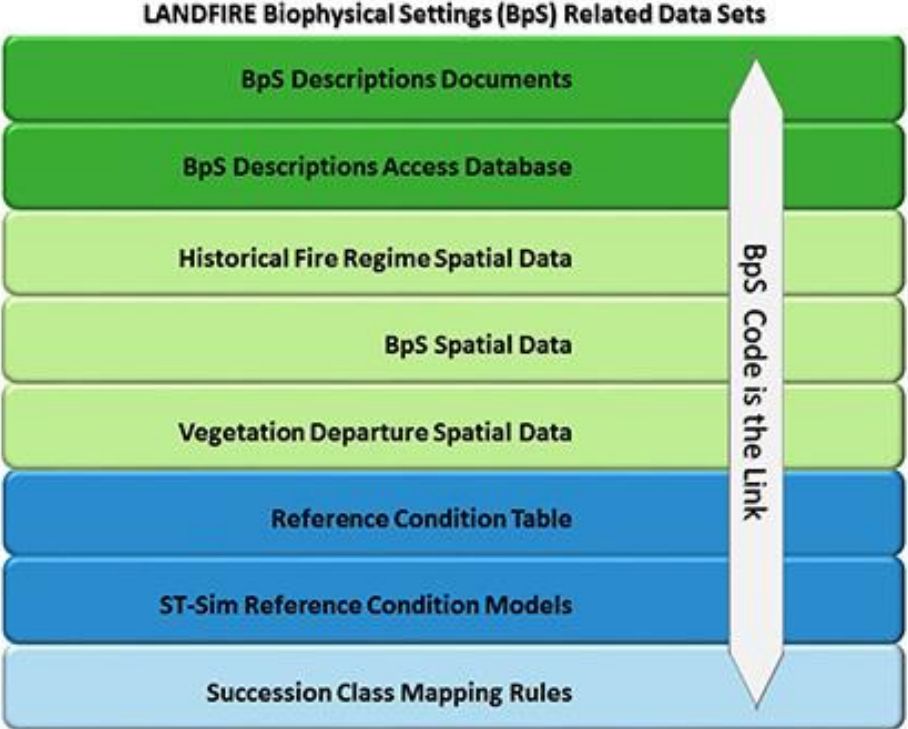 LANDFIRE Biophysical Settings (BpS) Related Data Sets
BpS Descriptions Documents
BpS Descriptions Access Database
Historical Fire Regime Spatial Data
BpS Spatial Data
Vegetation Departure Spatial Data
Reference Condition Table
ST-Sim Reference Condition Models
Succession Class Mapping Rules
BpS Code is the Link